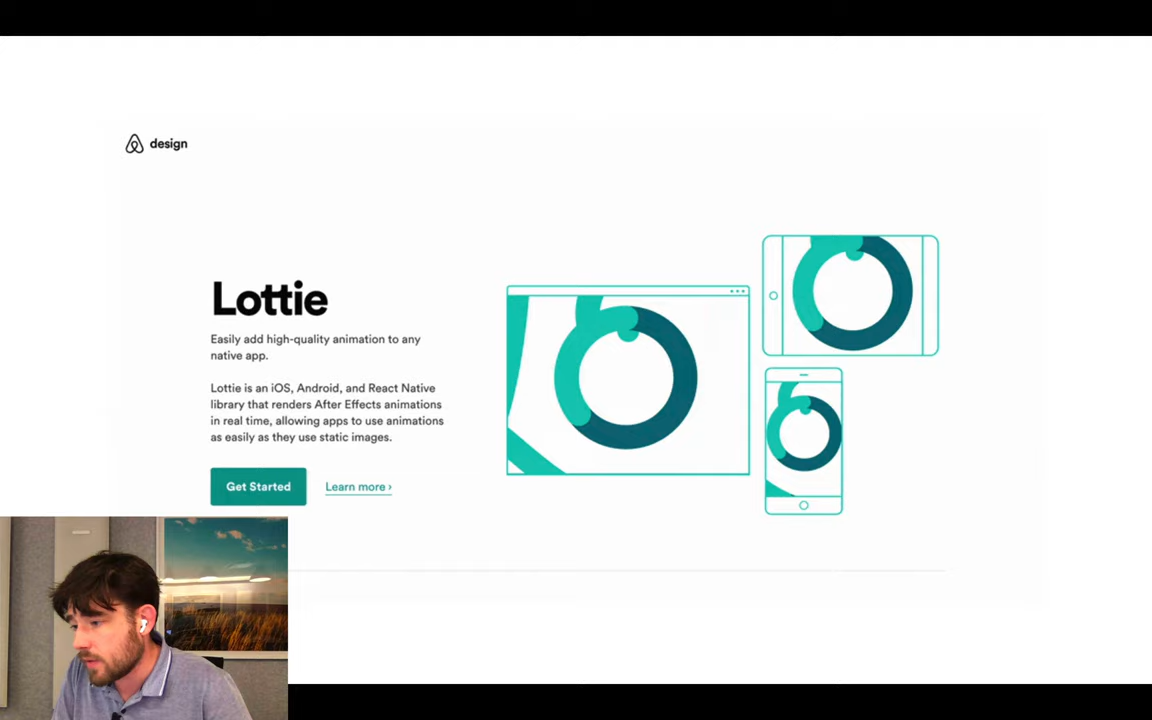 design
Lottie
Easily add high-quality animation to any
native app.
Lottie is an iOS, Android, and React Native
library that renders After Effects animations
in real time, allowing apps to use animations
as easily as they use static images.
Get Started
Learn more ›